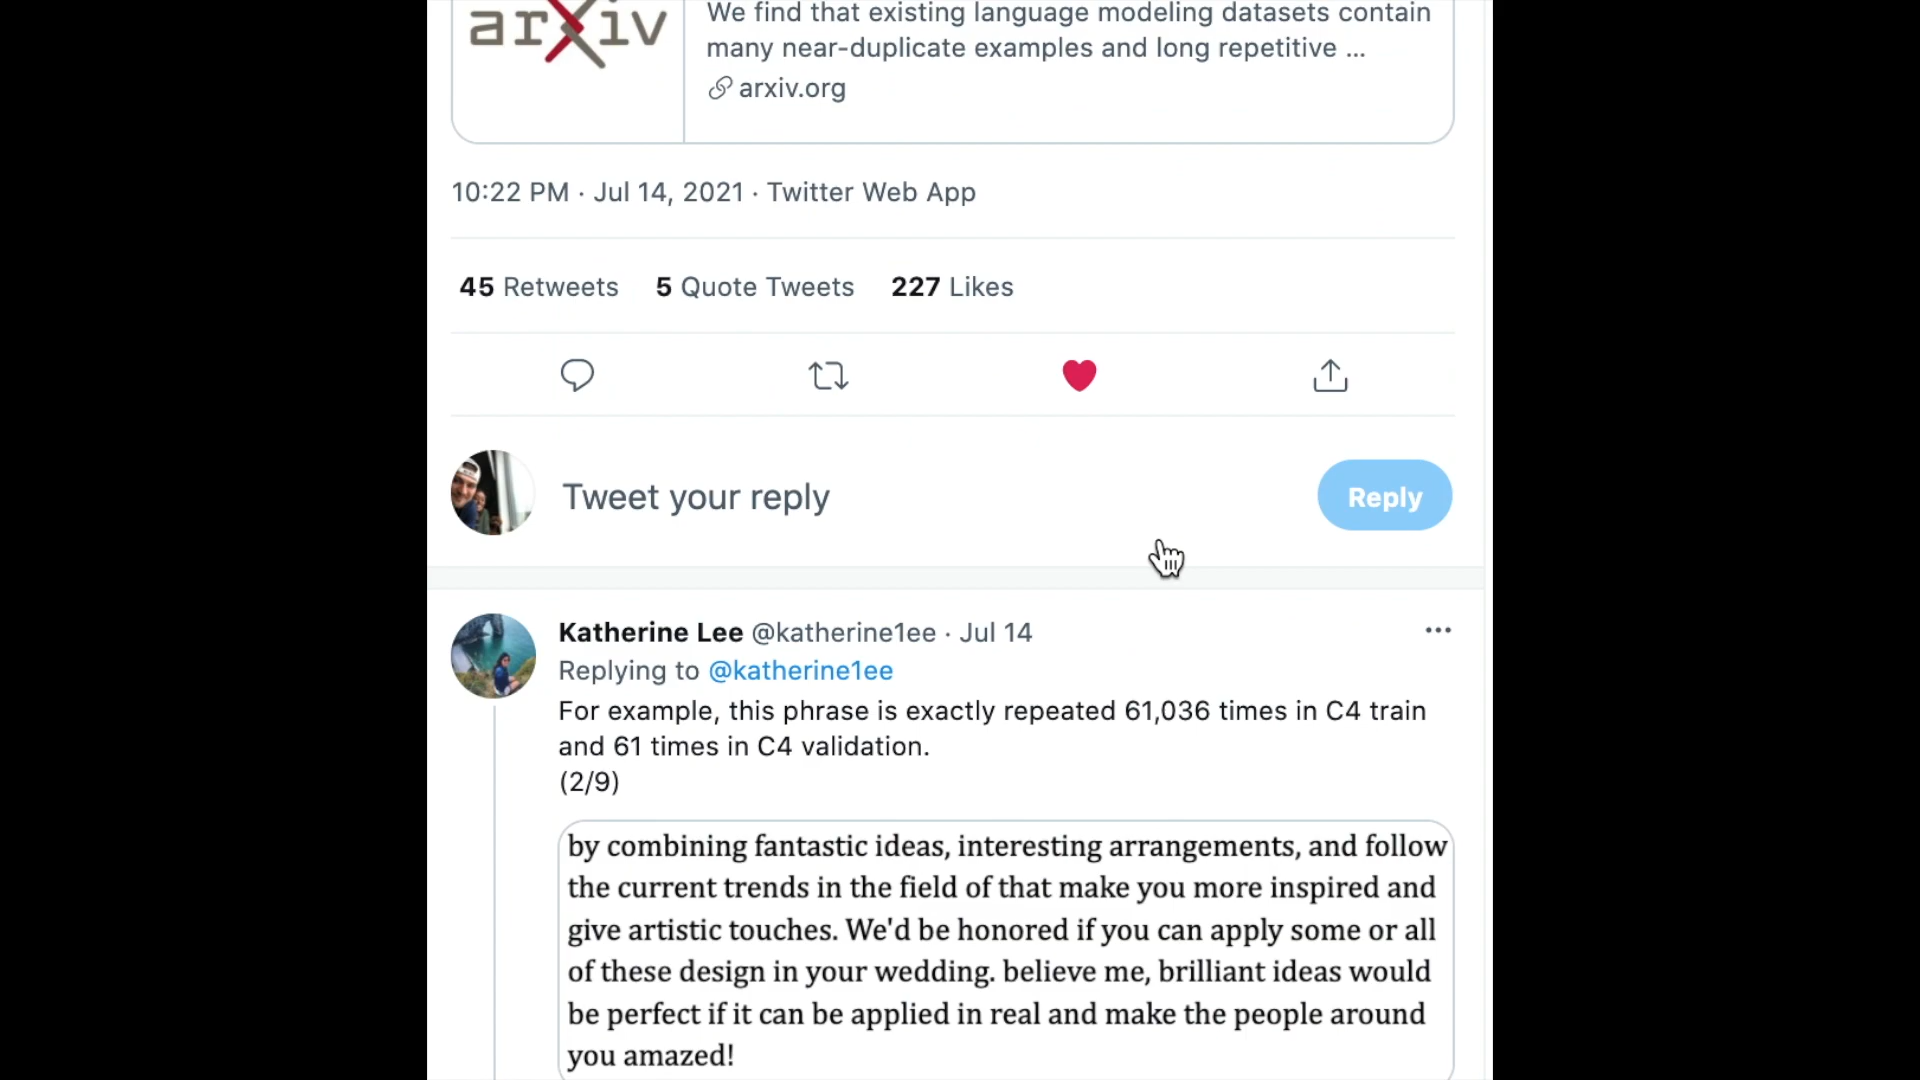 arXiv
We find that existing language modeling datasets contain
many near-duplicate examples and long repetitive ...
arxiv.org
10:22 PM · Jul 14, 2021 · Twitter Web App
45 Retweets 5 Quote Tweets 227 Likes
Tweet your reply
Reply
Katherine Lee @katherine1ee · Jul 14
Replying to @katherine1ee
For example, this phrase is exactly repeated 61,036 times in C4 train
and 61 times in C4 validation.
(2/9)
by combining fantastic ideas, interesting arrangements, and follow
the current trends in the field of that make you more inspired and
give artistic touches. We'd be honored if you can apply some or all
of these design in your wedding. believe me, brilliant ideas would
be perfect if it can be applied in real and make the people around
you amazed!